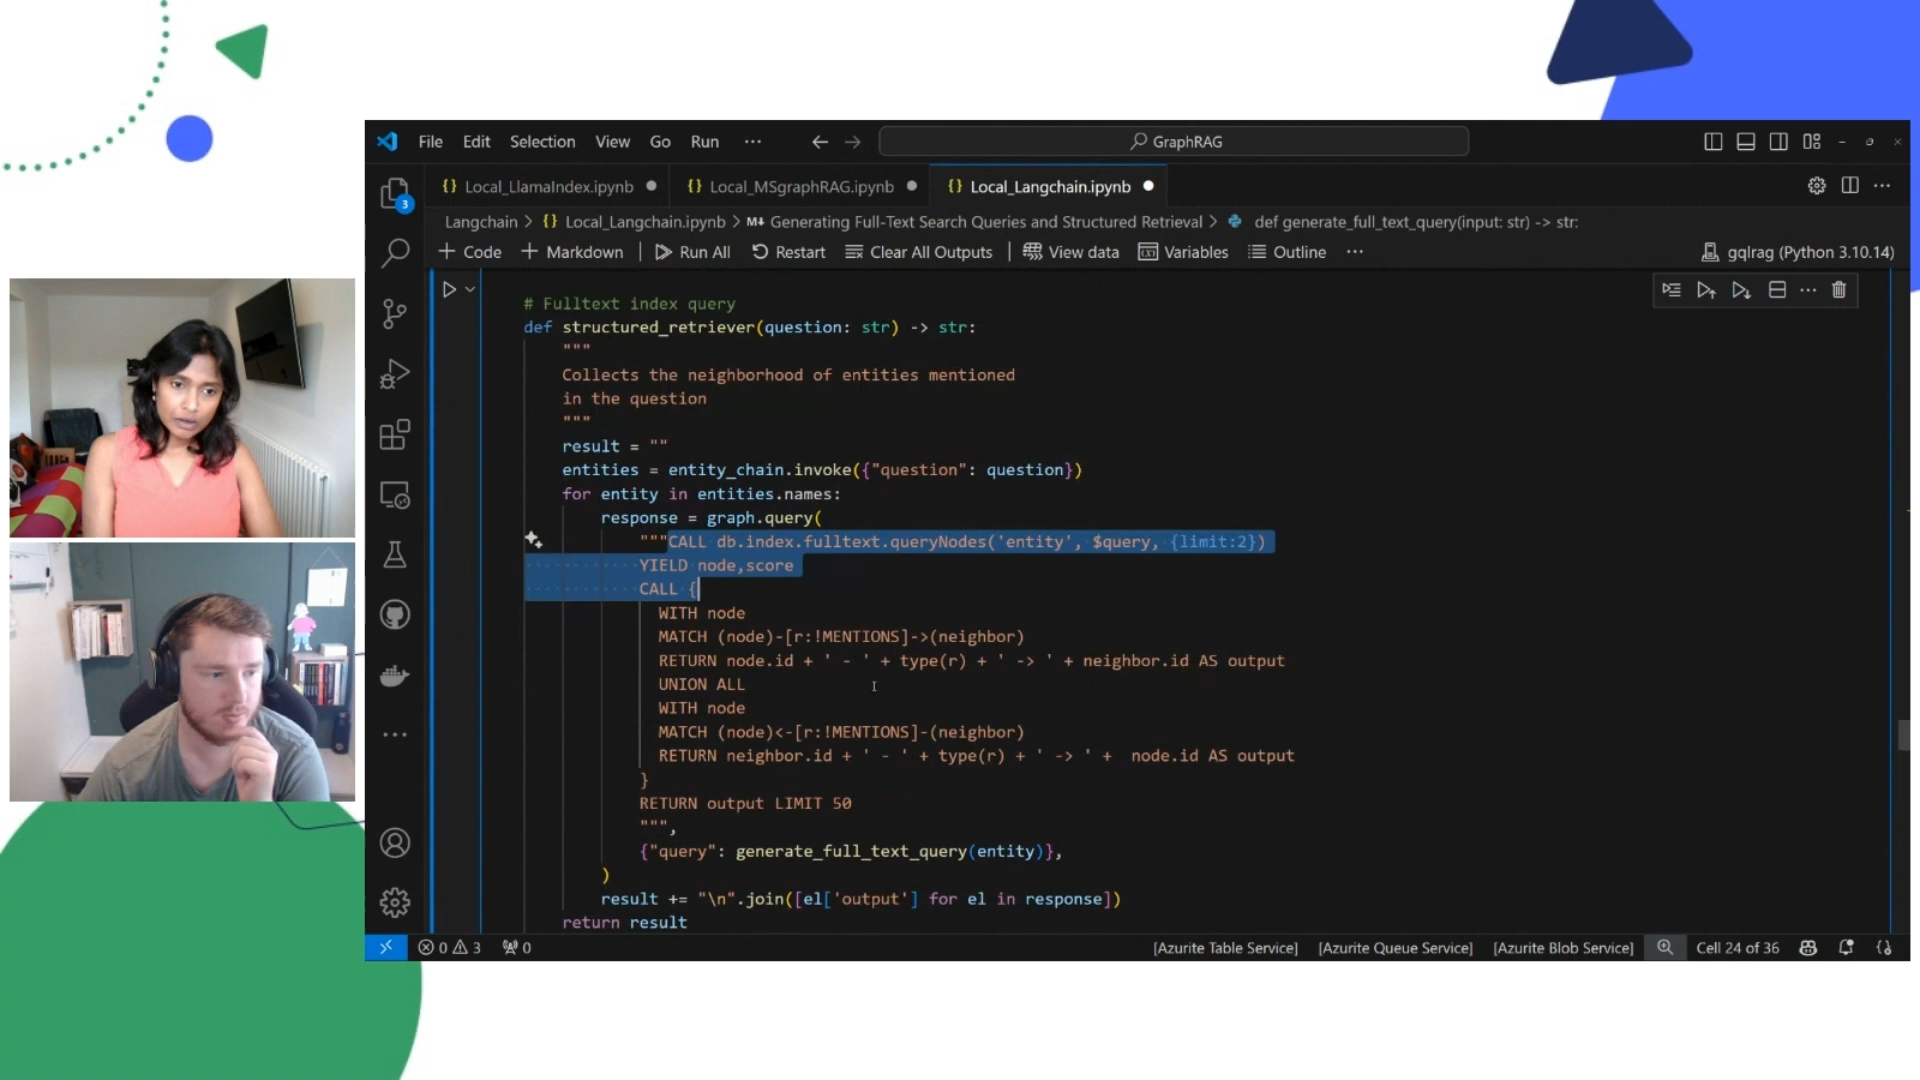 File Edit Selection View Go Run ··· GraphRAG
{} Local_LlamaIndex.ipynb {} Local_MSgraphRAG.ipynb {} Local_Langchain.ipynb
3
Langchain > {} Local_Langchain.ipynb > M↓ Generating Full-Text Search Queries and Structured Retrieval > def generate_full_text_query(input: str) -> str:
+ Code + Markdown | Run All Restart Clear All Outputs | View data Variables Outline ··· gqlrag (Python 3.10.14)
# Fulltext index query
def structured_retriever(question: str) -> str:
"""
Collects the neighborhood of entities mentioned
in the question
"""
result = ""
entities = entity_chain.invoke({"question": question})
for entity in entities.names:
response = graph.query(
"""CALL db.index.fulltext.queryNodes('entity', $query, {limit:2})
YIELD node,score
CALL {
WITH node
MATCH (node)-[r:!MENTIONS]->(neighbor)
RETURN node.id + ' - ' + type(r) + ' -> ' + neighbor.id AS output
UNION ALL
WITH node
MATCH (node)<-[r:!MENTIONS]-(neighbor)
RETURN neighbor.id + ' - ' + type(r) + ' -> ' +  node.id AS output
}
RETURN output LIMIT 50
""",
{"query": generate_full_text_query(entity)},
)
result += "\n".join([el['output'] for el in response])
return result
0 3 0 [Azurite Table Service] [Azurite Queue Service] [Azurite Blob Service] Cell 24 of 36